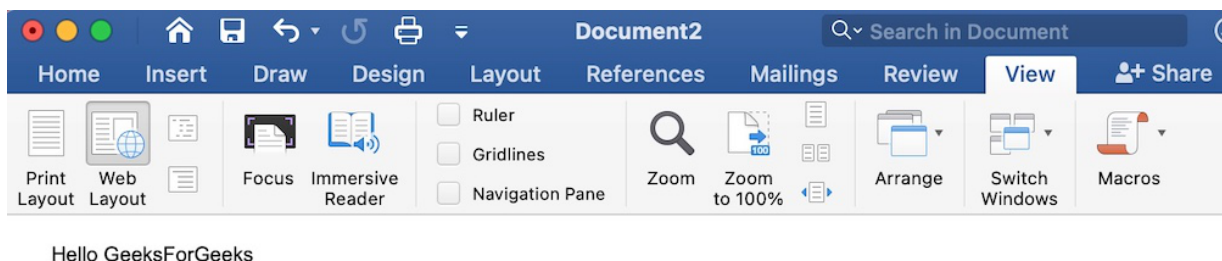 Document2
Search in Document
Home Insert Draw Design Layout References Mailings Review View Share
Print Layout
Web Layout
Focus
Immersive Reader
Ruler
Gridlines
Navigation Pane
Zoom
Zoom to 100%
100
Arrange
Switch Windows
Macros
Hello GeeksForGeeks